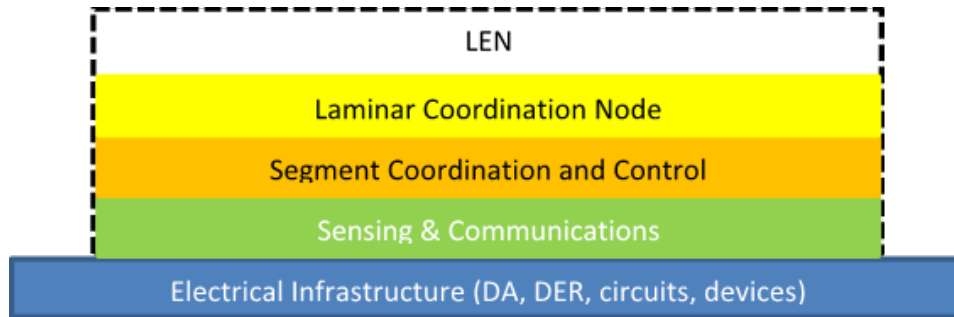 LEN
Laminar Coordination Node
Segment Coordination and Control
Sensing & Communications
Electrical Infrastructure (DA, DER, circuits, devices)